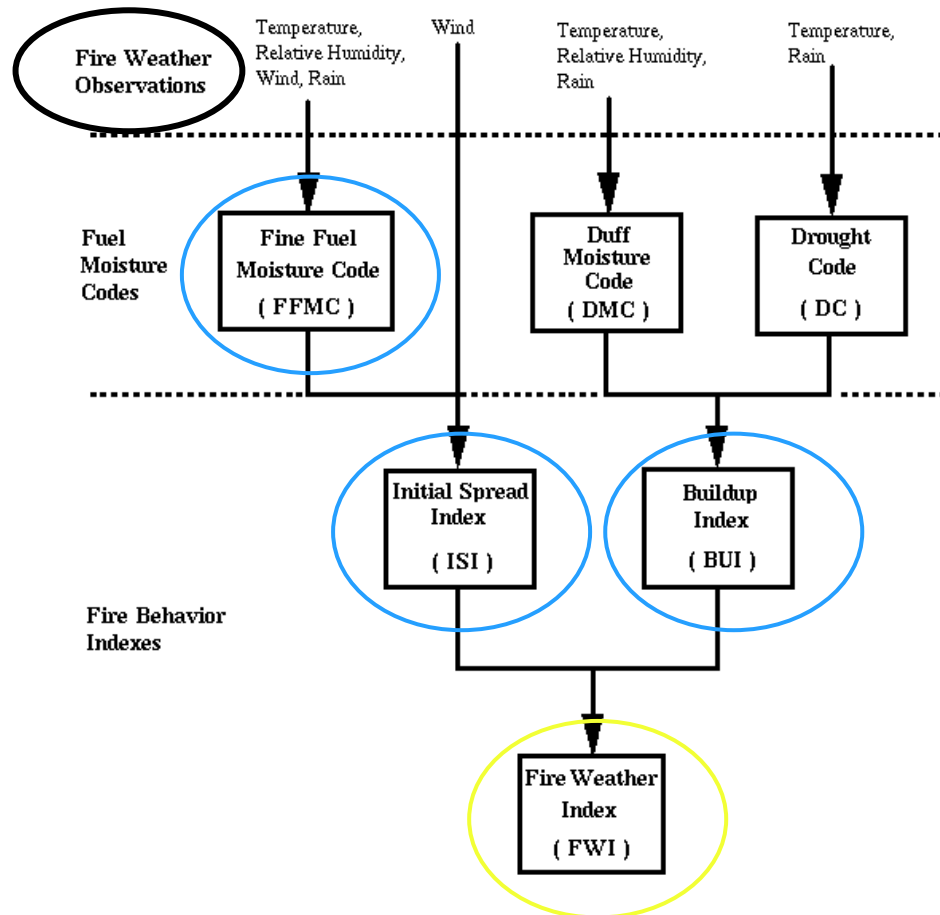 Fire Weather
Observations
Temperature,
Relative Humidity,
Wind, Rain
Wind
Temperature,
Relative Humidity,
Rain
Temperature,
Rain
Fuel
Moisture
Codes
Fine Fuel
Moisture Code
( FFMC )
Duff
Moisture
Code
( DMC )
Drought
Code
( DC )
Fire Behavior
Indexes
Initial Spread
Index
( ISI )
Buildup
Index
( BUI )
Fire Weather
Index
( FWI )